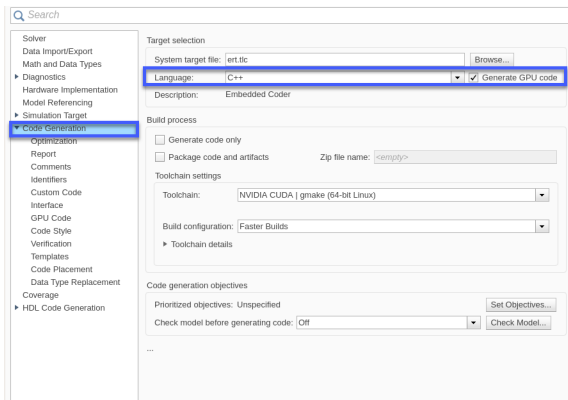 Search
Solver
Data Import/Export
Math and Data Types
Diagnostics
Hardware Implementation
Model Referencing
Simulation Target
Code Generation
Optimization
Report
Comments
Identifiers
Custom Code
Interface
GPU Code
Code Style
Verification
Templates
Code Placement
Data Type Replacement
Coverage
HDL Code Generation
Target selection
System target file: ert.tlc Browse...
Language: C++ Generate GPU code
Description: Embedded Coder
Build process
Generate code only
Package code and artifacts Zip file name: <empty>
Toolchain settings
Toolchain: NVIDIA CUDA | gmake (64-bit Linux)
Build configuration: Faster Builds
Toolchain details
Code generation objectives
Prioritized objectives: Unspecified Set Objectives...
Check model before generating code: Off Check Model...
...